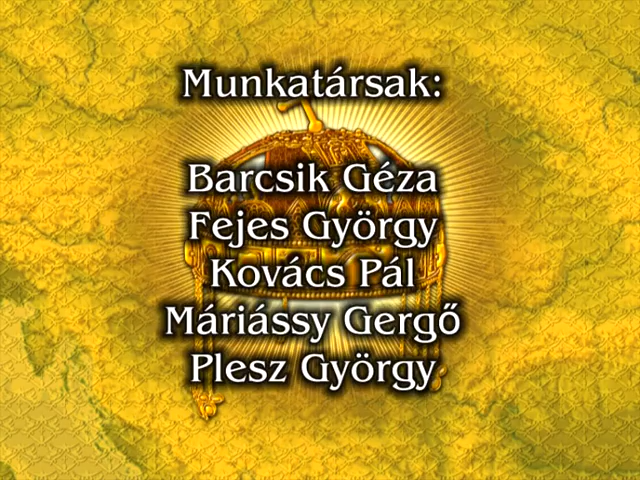 Munkatársak:
Barcsik Géza
Fejes György
Kovács Pál
Máriássy Gergő
Plesz György